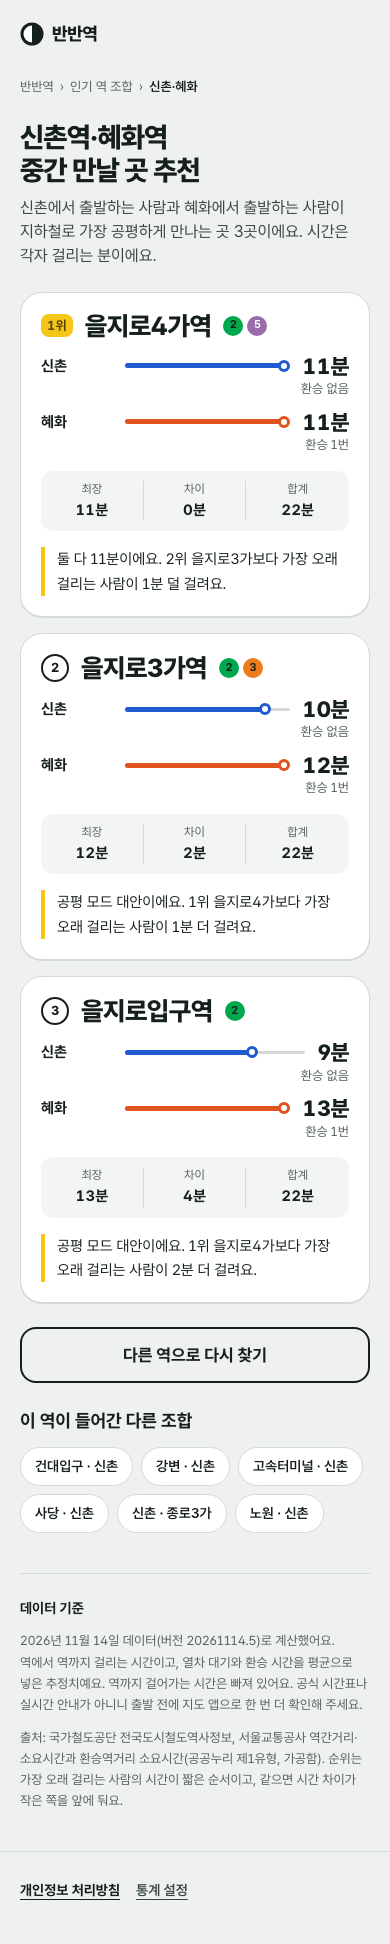 반반역
반반역 › 인기 역 조합 › 신촌·혜화
신촌역·혜화역
중간 만날 곳 추천
신촌에서 출발하는 사람과 혜화에서 출발하는 사람이
지하철로 가장 공평하게 만나는 곳 3곳이에요. 시간은
각자 걸리는 분이에요.
1위 을지로4가역 2 5
신촌 11분
환승 없음
혜화 11분
환승 1번
최장 차이 합계
11분 0분 22분
둘 다 11분이에요. 2위 을지로3가보다 가장 오래
걸리는 사람이 1분 덜 걸려요.
2 을지로3가역 2 3
신촌 10분
환승 없음
혜화 12분
환승 1번
최장 차이 합계
12분 2분 22분
공평 모드 대안이에요. 1위 을지로4가보다 가장
오래 걸리는 사람이 1분 더 걸려요.
3 을지로입구역 2
신촌 9분
환승 없음
혜화 13분
환승 1번
최장 차이 합계
13분 4분 22분
공평 모드 대안이에요. 1위 을지로4가보다 가장
오래 걸리는 사람이 2분 더 걸려요.
다른 역으로 다시 찾기
이 역이 들어간 다른 조합
건대입구 · 신촌 강변 · 신촌 고속터미널 · 신촌
사당 · 신촌 신촌 · 종로3가 노원 · 신촌
데이터 기준
2026년 11월 14일 데이터(버전 20261114.5)로 계산했어요.
역에서 역까지 걸리는 시간이고, 열차 대기와 환승 시간을 평균으로
넣은 추정치예요. 역까지 걸어가는 시간은 빠져 있어요. 공식 시간표나
실시간 안내가 아니니 출발 전에 지도 앱으로 한 번 더 확인해 주세요.
출처: 국가철도공단 전국도시철도역사정보, 서울교통공사 역간거리·
소요시간과 환승역거리 소요시간(공공누리 제1유형, 가공함). 순위는
가장 오래 걸리는 사람의 시간이 짧은 순서이고, 같으면 시간 차이가
작은 쪽을 앞에 둬요.
개인정보 처리방침 통계 설정